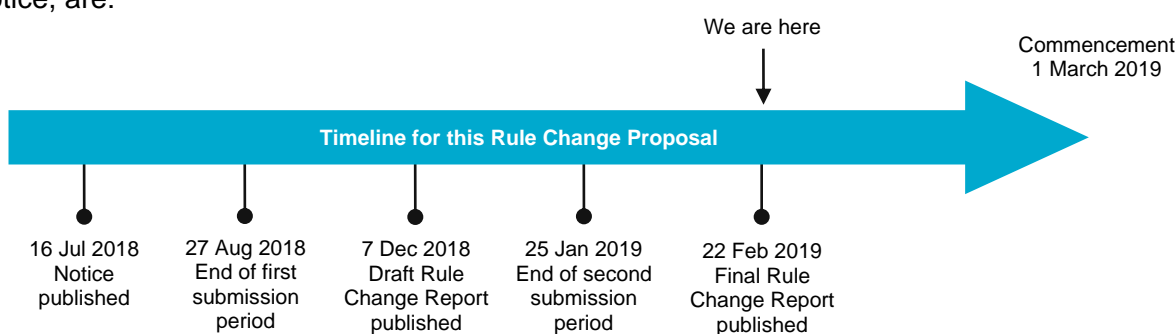 otice, are:
We are here
Commencement
1 March 2019
Timeline for this Rule Change Proposal
16 Jul 2018
Notice
published
27 Aug 2018
End of first
submission
period
7 Dec 2018
Draft Rule
Change Report
published
25 Jan 2019
End of second
submission
period
22 Feb 2019
Final Rule
Change Report
published